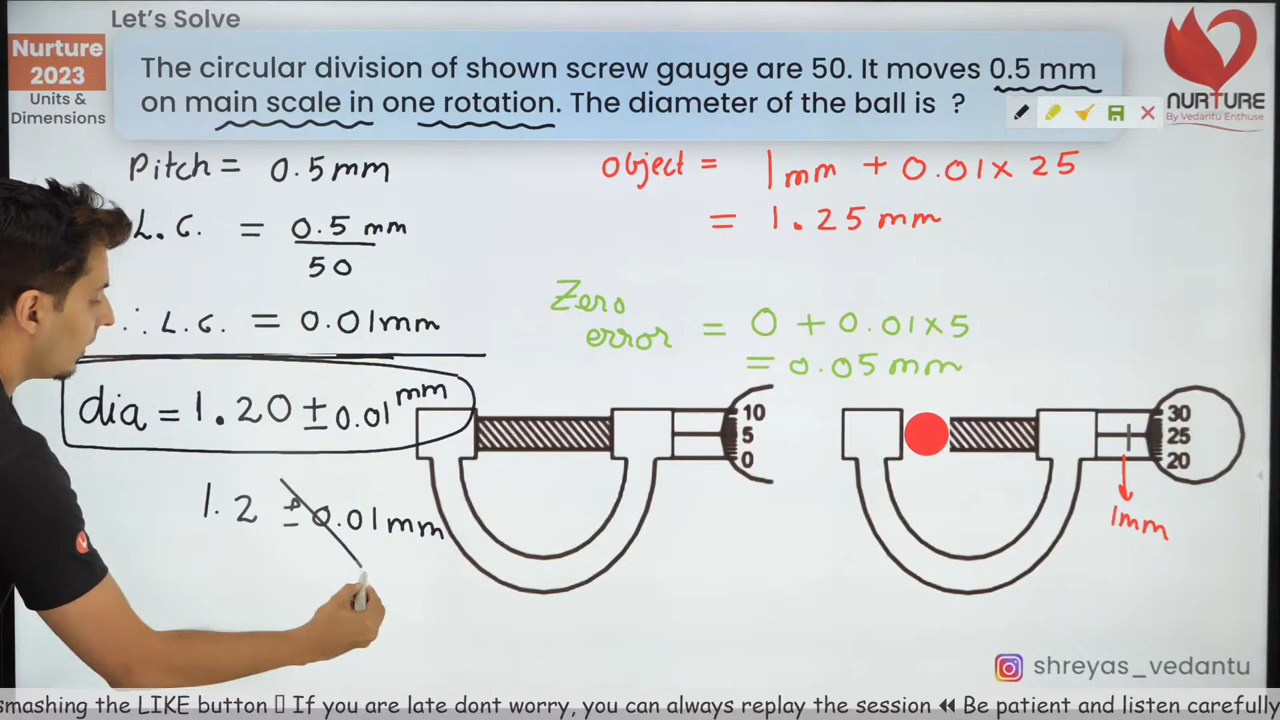 Let's Solve
Nurture
2023
Units &
Dimensions
The circular division of shown screw gauge are 50. It moves 0.5 mm
on main scale in one rotation. The diameter of the ball is ?
NURTURE
By Vedantu Enthuse
Pitch = 0.5 mm
L.C. = 0.5 mm
50
∴ L.C. = 0.01mm
dia = 1.20 ± 0.01 mm
1.2 ± 0.01 mm
Object = 1mm + 0.01 x 25
= 1.25 mm
Zero
error = 0 + 0.01 x 5
= 0.05 mm
10
5
0
30
25
20
1mm
shreyas_vedantu
smashing the LIKE button ▯ If you are late dont worry, you can always replay the session ⏪ Be patient and listen carefully